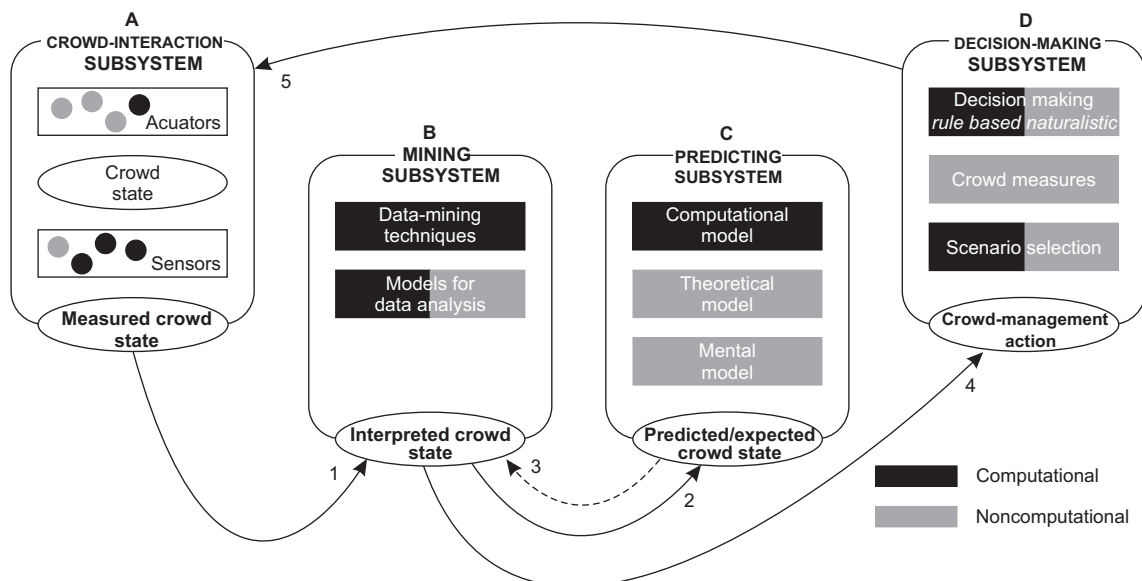 A
CROWD-INTERACTION
SUBSYSTEM
Acuators
Crowd
state
Sensors
Measured crowd
state
B
MINING
SUBSYSTEM
Data-mining
techniques
Models for
data analysis
Interpreted crowd
state
C
PREDICTING
SUBSYSTEM
Computational
model
Theoretical
model
Mental
model
Predicted/expected
crowd state
D
DECISION-MAKING
SUBSYSTEM
Decision making
rule based naturalistic
Crowd measures
Scenario selection
Crowd-management
action
5
1
3
2
4
Computational
Noncomputational